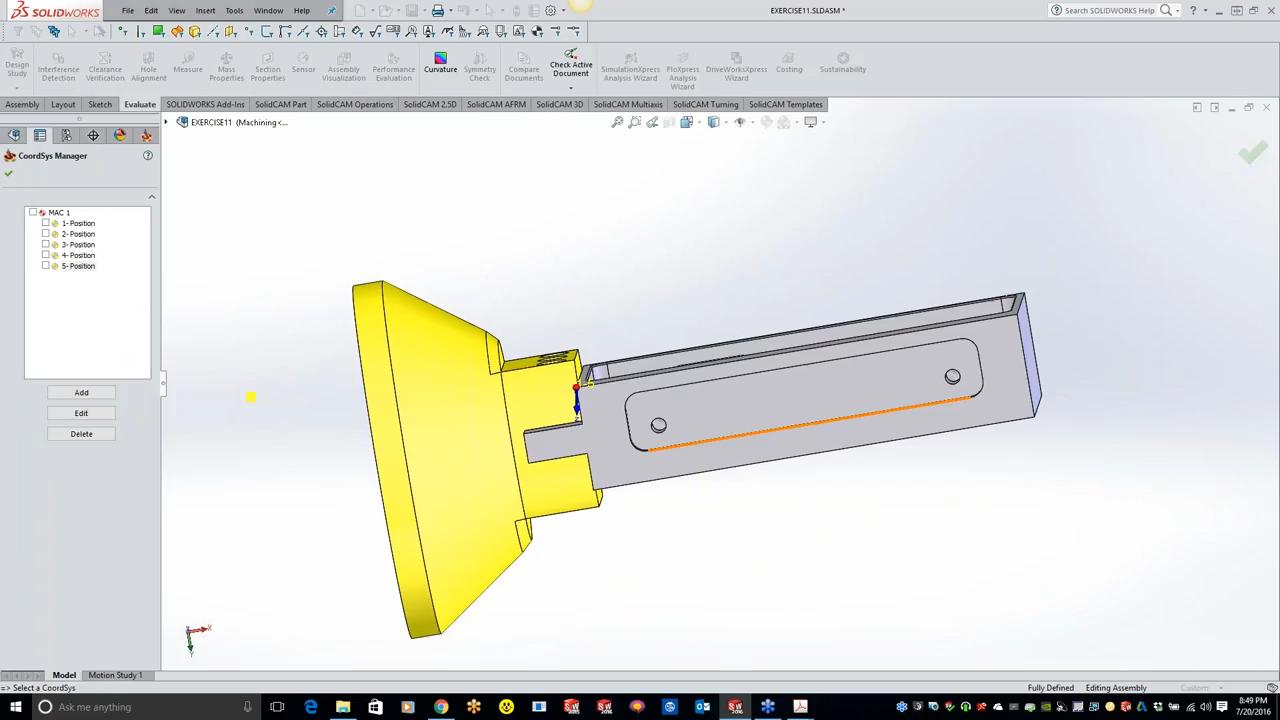 SOLIDWORKS File Edit View Insert Tools Window Help EXERCISE11.SLDASM * Search SOLIDWORKS Help
Design Study
Interference Detection
Clearance Verification
Hole Alignment
Measure
Mass Properties
Section Properties
Sensor
Assembly Visualization
Performance Evaluation
Curvature
Symmetry Check
Compare Documents
Check Active Document
SimulationXpress Analysis Wizard
FloXpress Analysis Wizard
DriveWorksXpress Wizard
Costing
Sustainability
Assembly Layout Sketch Evaluate SOLIDWORKS Add-Ins SolidCAM Part SolidCAM Operations SolidCAM 2.5D SolidCAM AFRM SolidCAM 3D SolidCAM Multiaxis SolidCAM Turning SolidCAM Templates
EXERCISE11 (Machining<...
CoordSys Manager
MAC 1
1- Position
2- Position
3- Position
4- Position
5- Position
Add
Edit
Delete
Z
X
Y
Model Motion Study 1
=> Select a CoordSys Fully Defined Editing Assembly Custom
Ask me anything
8:49 PM
7/20/2016